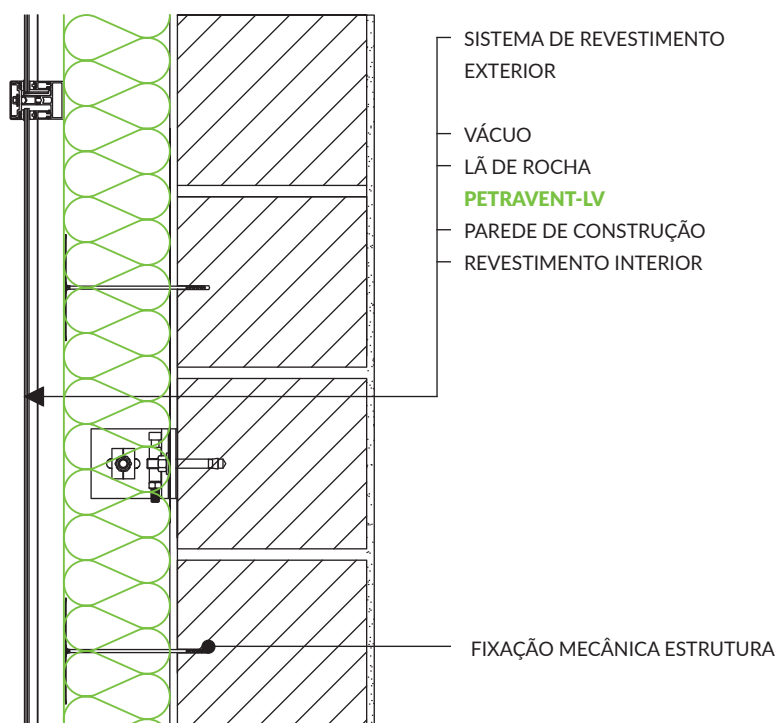 SISTEMA DE REVESTIMENTO
EXTERIOR
VÁCUO
LÃ DE ROCHA
PETRAVENT-LV
PAREDE DE CONSTRUÇÃO
REVESTIMENTO INTERIOR
FIXAÇÃO MECÂNICA ESTRUTURA